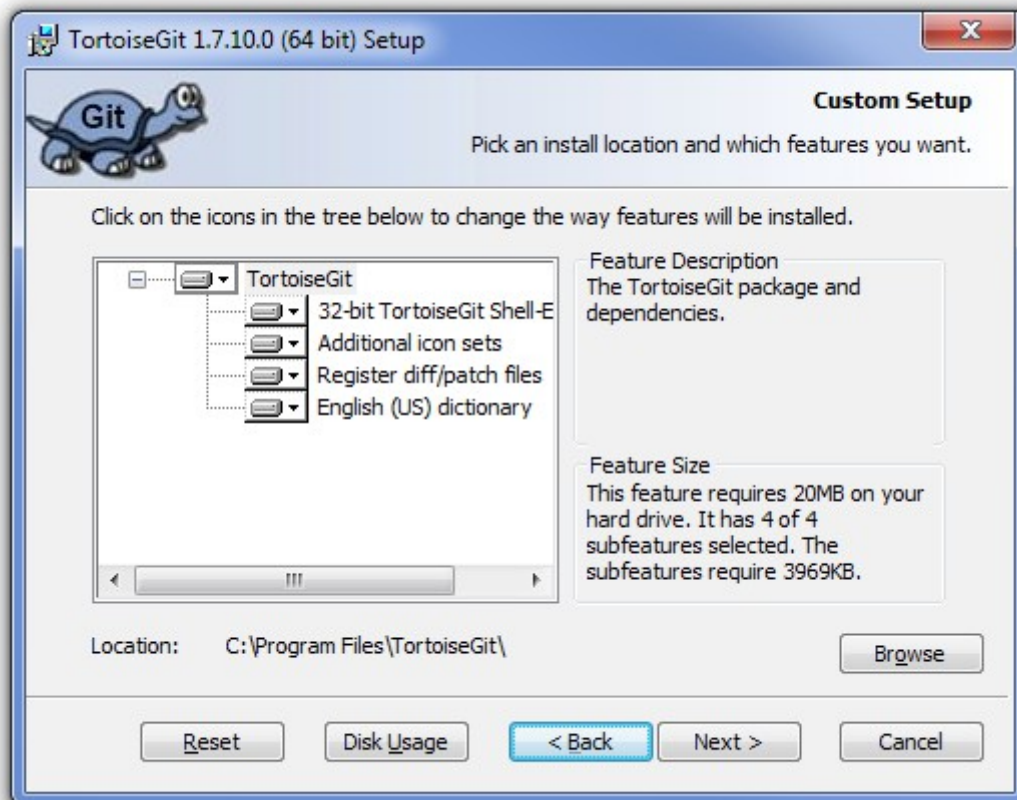 TortoiseGit 1.7.10.0 (64 bit) Setup
Git
Custom Setup
Pick an install location and which features you want.
Click on the icons in the tree below to change the way features will be installed.
TortoiseGit
32-bit TortoiseGit Shell-E
Additional icon sets
Register diff/patch files
English (US) dictionary
Feature Description
The TortoiseGit package and
dependencies.
Feature Size
This feature requires 20MB on your
hard drive. It has 4 of 4
subfeatures selected. The
subfeatures require 3969KB.
Location: C:\Program Files\TortoiseGit\
Browse
Reset Disk Usage < Back Next > Cancel